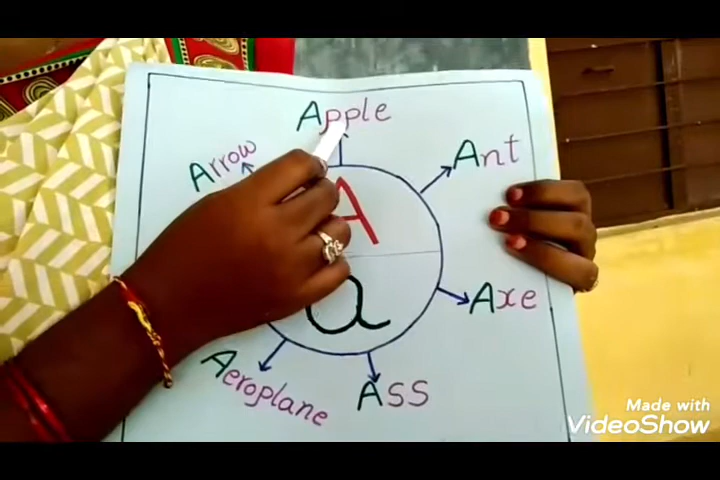 Apple
Arrow
Ant
A
a
Axe
Aeroplane
Ass
Made with
VideoShow